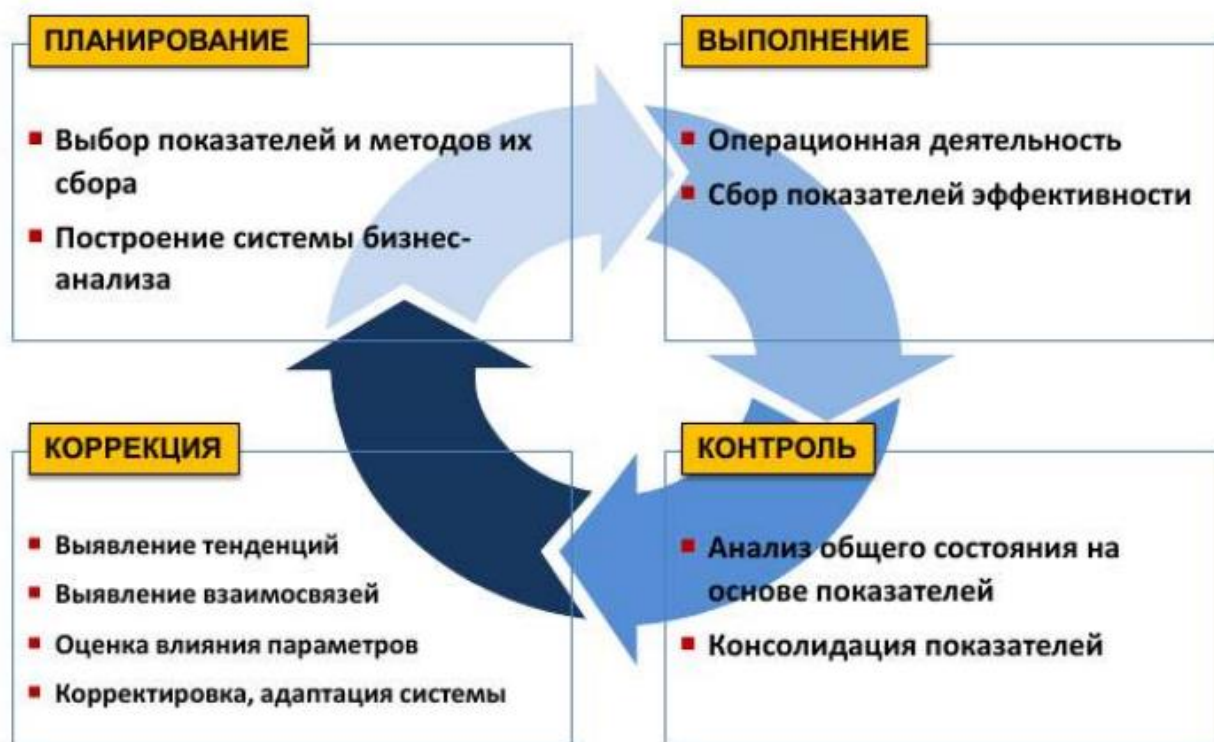 ПЛАНИРОВАНИЕ
Выбор показателей и методов их
сбора
Построение системы бизнес-
анализа
ВЫПОЛНЕНИЕ
Операционная деятельность
Сбор показателей эффективности
КОРРЕКЦИЯ
Выявление тенденций
Выявление взаимосвязей
Оценка влияния параметров
Корректировка, адаптация системы
КОНТРОЛЬ
Анализ общего состояния на
основе показателей
Консолидация показателей